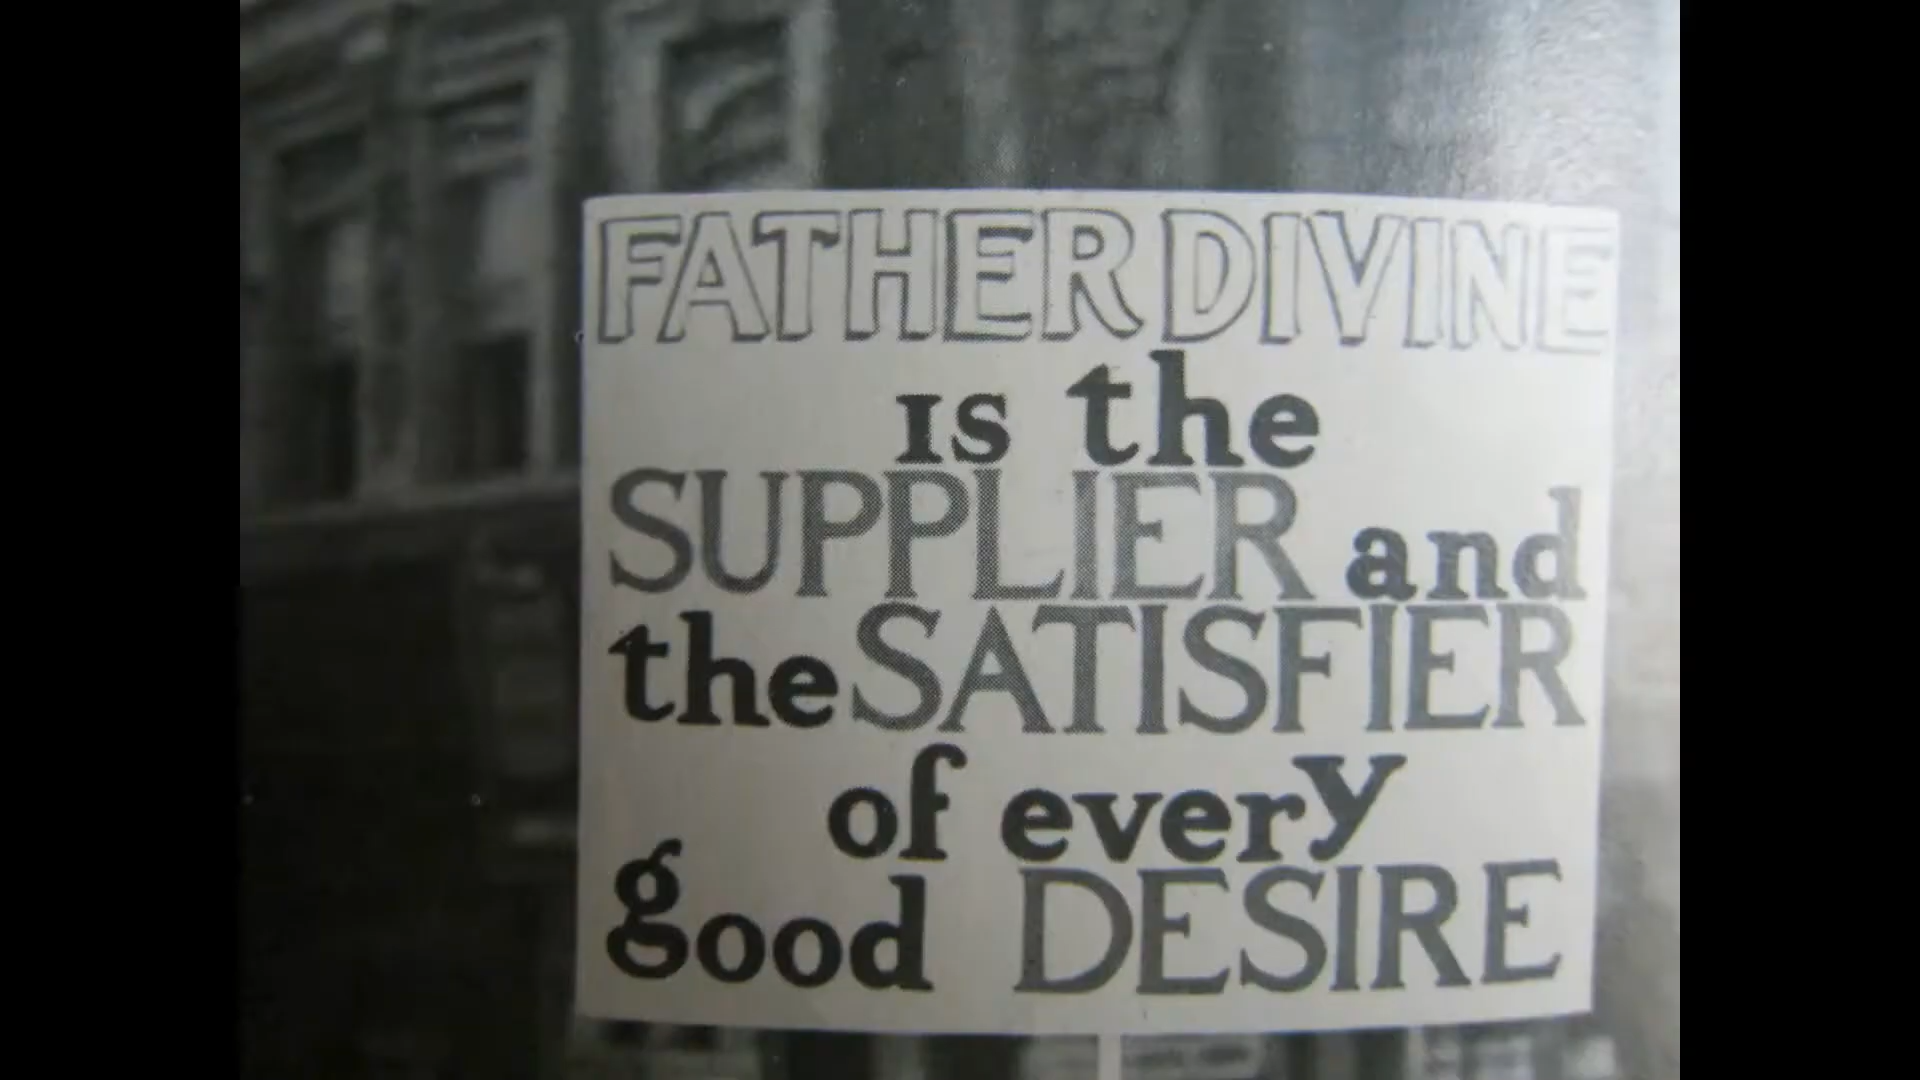 FATHER DIVINE
is the
SUPPLIER and
the SATISFIER
of every
good DESIRE